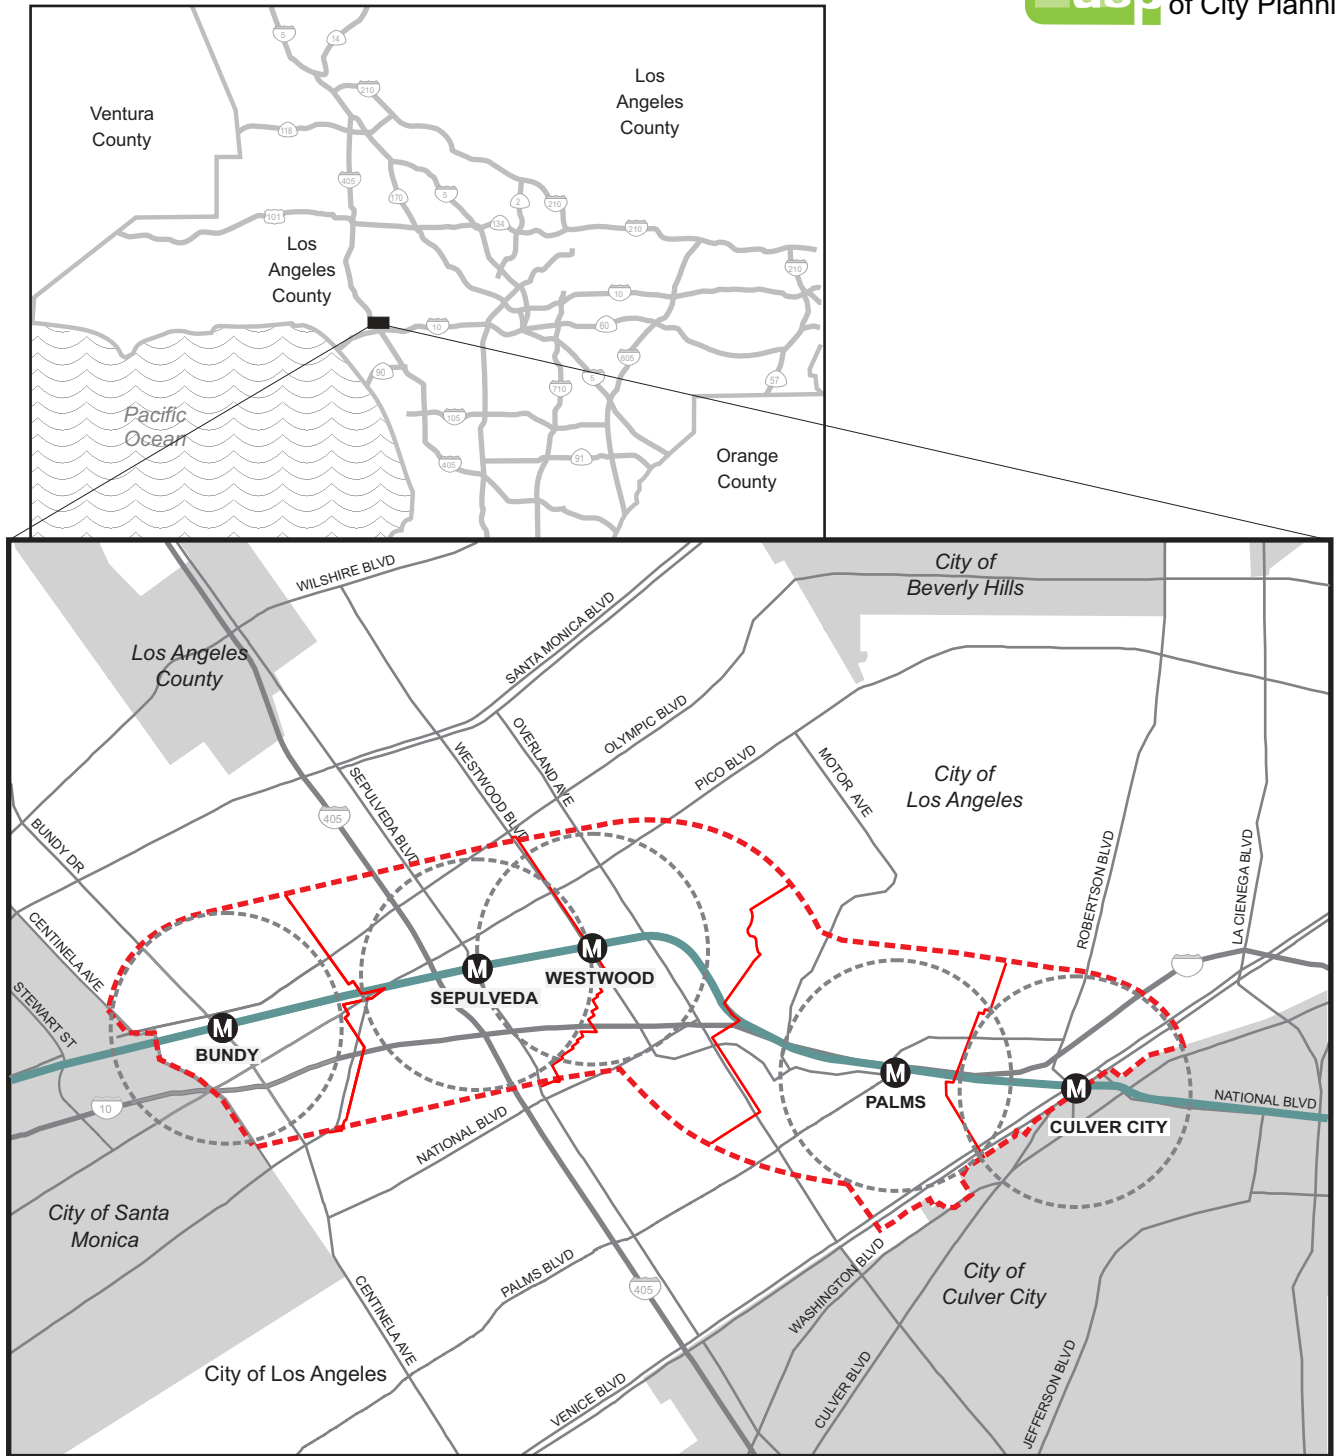 of City Planni
5
14
210
Los
Angeles
County
Ventura
County
118
405
170
5
2
210
134
210
101
Los
Angeles
County
210
10
10
60
605
90
5
710
57
105
405
91
Pacific
Ocean
Orange
County
WILSHIRE BLVD
City of
Beverly Hills
Los Angeles
County
SANTA MONICA BLVD
OLYMPIC BLVD
OVERLAND AVE
WESTWOOD BLVD
PICO BLVD
MOTOR AVE
SEPULVEDA BLVD
City of
Los Angeles
405
BUNDY DR
ROBERTSON BLVD
LA CIENEGA BLVD
CENTINELA AVE
STEWART ST
M
WESTWOOD
M
SEPULVEDA
M
BUNDY
M
PALMS
M
CULVER CITY
NATIONAL BLVD
10
NATIONAL BLVD
City of Santa
Monica
PALMS BLVD
405
WASHINGTON BLVD
City of
Culver City
CENTINELA AVE
City of Los Angeles
VENICE BLVD
CULVER BLVD
JEFFERSON BLVD